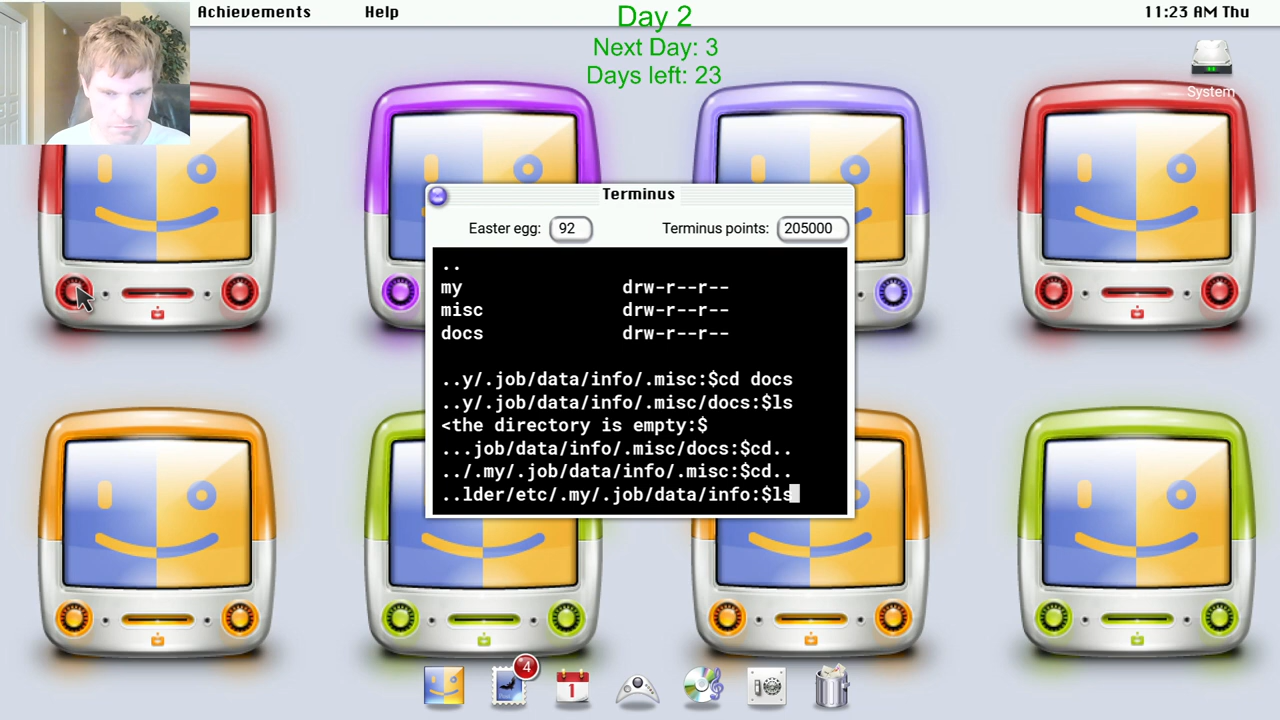 Achievements Help 11:23 AM Thu
Day 2
Next Day: 3
Days left: 23
System
Terminus
Easter egg: 92 Terminus points: 205000
..
my drw-r--r--
misc drw-r--r--
docs drw-r--r--
..y/.job/data/info/.misc:$cd docs
..y/.job/data/info/.misc/docs:$ls
<the directory is empty:$
...job/data/info/.misc/docs:$cd..
../.my/.job/data/info/.misc:$cd..
..lder/etc/.my/.job/data/info:$ls
4
1